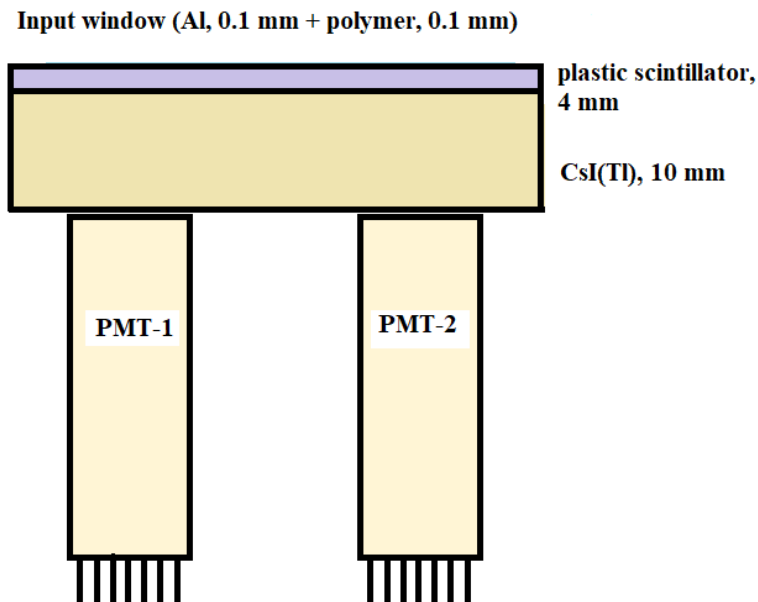 Input window (Al, 0.1 mm + polymer, 0.1 mm)
plastic scintillator,
4 mm
CsI(Tl), 10 mm
PMT-1
PMT-2